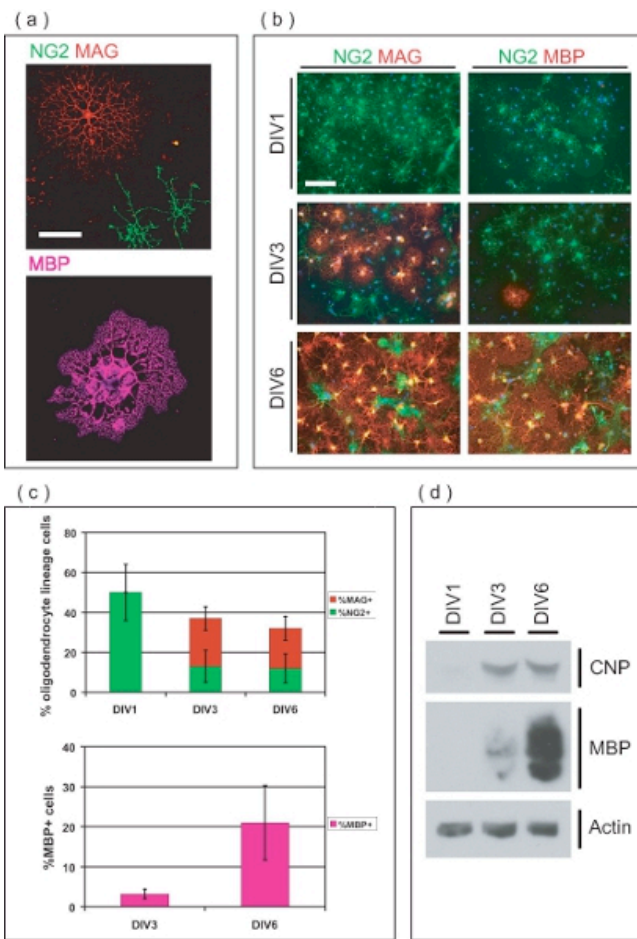 ( a )
NG2 MAG
MBP
( b )
NG2 MAG
NG2 MBP
DIV1
DIV3
DIV6
( c )
80
60
40
20
0
% oligodendrocyte lineage cells
DIV1
DIV3
DIV6
%MAG+
%NG2+
40
30
20
10
0
%MBP+ cells
DIV3
DIV6
%MBP+
( d )
DIV1
DIV3
DIV6
CNP
MBP
Actin